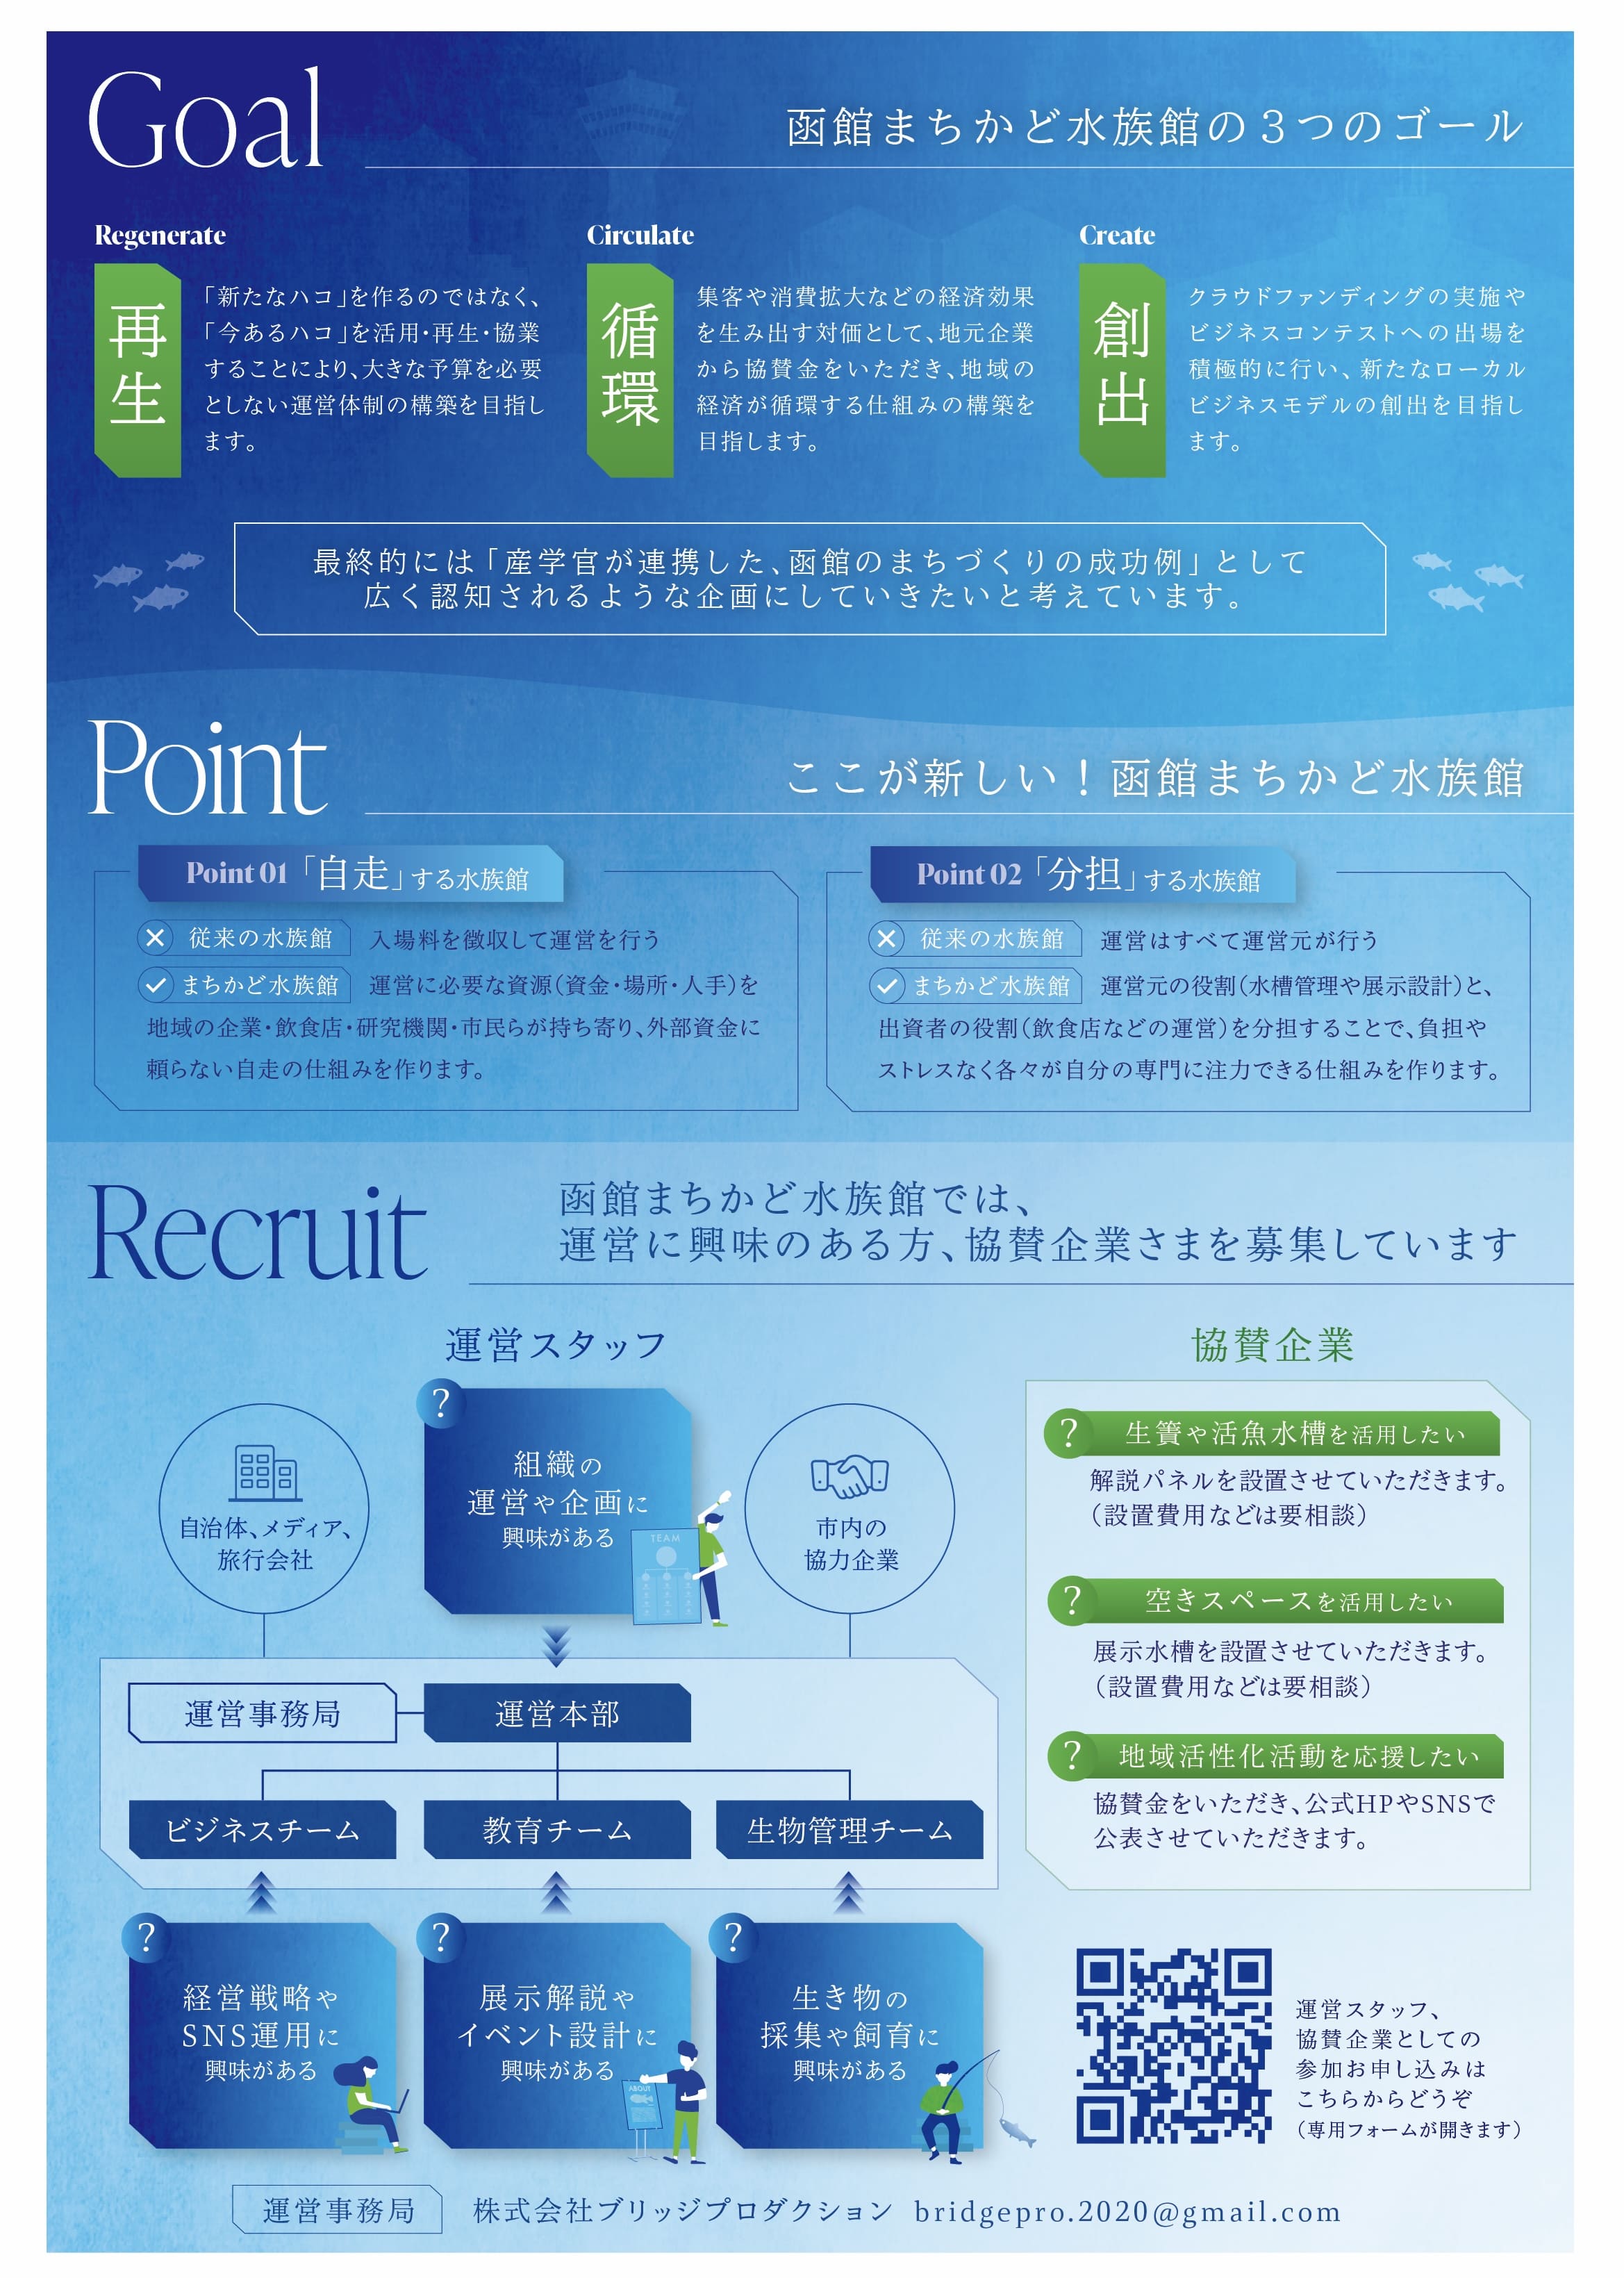 Goal
函館まちかど水族館の３つのゴール
Regenerate
再生
「新たなハコ」を作るのではなく、
「今あるハコ」を活用・再生・協業
することにより、大きな予算を必要
としない運営体制の構築を目指し
ます。
Circulate
循環
集客や消費拡大などの経済効果
を生み出す対価として、地元企業
から協賛金をいただき、地域の
経済が循環する仕組みの構築を
目指します。
Create
創出
クラウドファンディングの実施や
ビジネスコンテストへの出場を
積極的に行い、新たなローカル
ビジネスモデルの創出を目指し
ます。
最終的には「産学官が連携した、函館のまちづくりの成功例」として
広く認知されるような企画にしていきたいと考えています。
Point
ここが新しい！函館まちかど水族館
Point 01「自走」する水族館
従来の水族館 入場料を徴収して運営を行う
まちかど水族館 運営に必要な資源（資金・場所・人手）を
地域の企業・飲食店・研究機関・市民らが持ち寄り、外部資金に
頼らない自走の仕組みを作ります。
Point 02「分担」する水族館
従来の水族館 運営はすべて運営元が行う
まちかど水族館 運営元の役割（水槽管理や展示設計）と、
出資者の役割（飲食店などの運営）を分担することで、負担や
ストレスなく各々が自分の専門に注力できる仕組みを作ります。
Recruit
函館まちかど水族館では、
運営に興味のある方、協賛企業さまを募集しています
運営スタッフ
自治体、メディア、
旅行会社
?
組織の
運営や企画に
興味がある
TEAM
市内の
協力企業
運営事務局
運営本部
ビジネスチーム
教育チーム
生物管理チーム
?
経営戦略や
SNS運用に
興味がある
?
展示解説や
イベント設計に
興味がある
ABOUT
?
生き物の
採集や飼育に
興味がある
協賛企業
? 生簀や活魚水槽を活用したい
解説パネルを設置させていただきます。
（設置費用などは要相談）
? 空きスペースを活用したい
展示水槽を設置させていただきます。
（設置費用などは要相談）
? 地域活性化活動を応援したい
協賛金をいただき、公式HPやSNSで
公表させていただきます。
運営スタッフ、
協賛企業としての
参加お申し込みは
こちらからどうぞ
（専用フォームが開きます）
運営事務局 株式会社ブリッジプロダクション bridgepro.2020@gmail.com